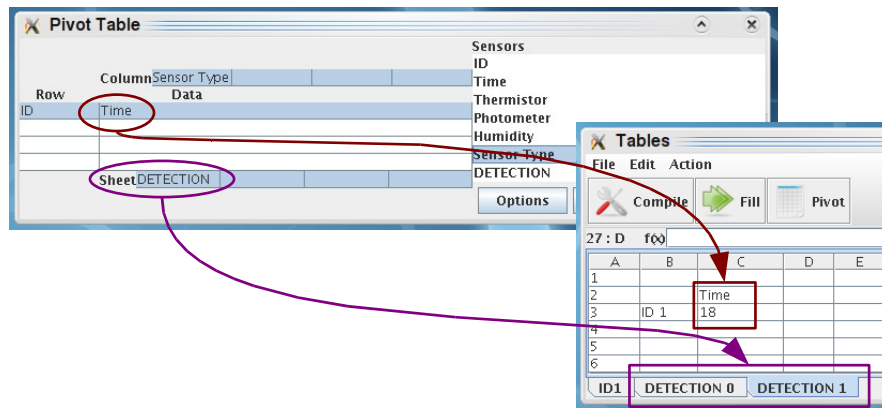 Pivot Table
Sensors
ID
Column Sensor Type
Time
Row Data
Thermistor
ID Time
Photometer
Humidity
Sensor Type
DETECTION
Sheet DETECTION
Options
Tables
File Edit Action
Compile Fill Pivot
27 : D f(x)
A B C D E
1
2 Time
3 ID 1 18
4
5
6
ID1 DETECTION 0 DETECTION 1